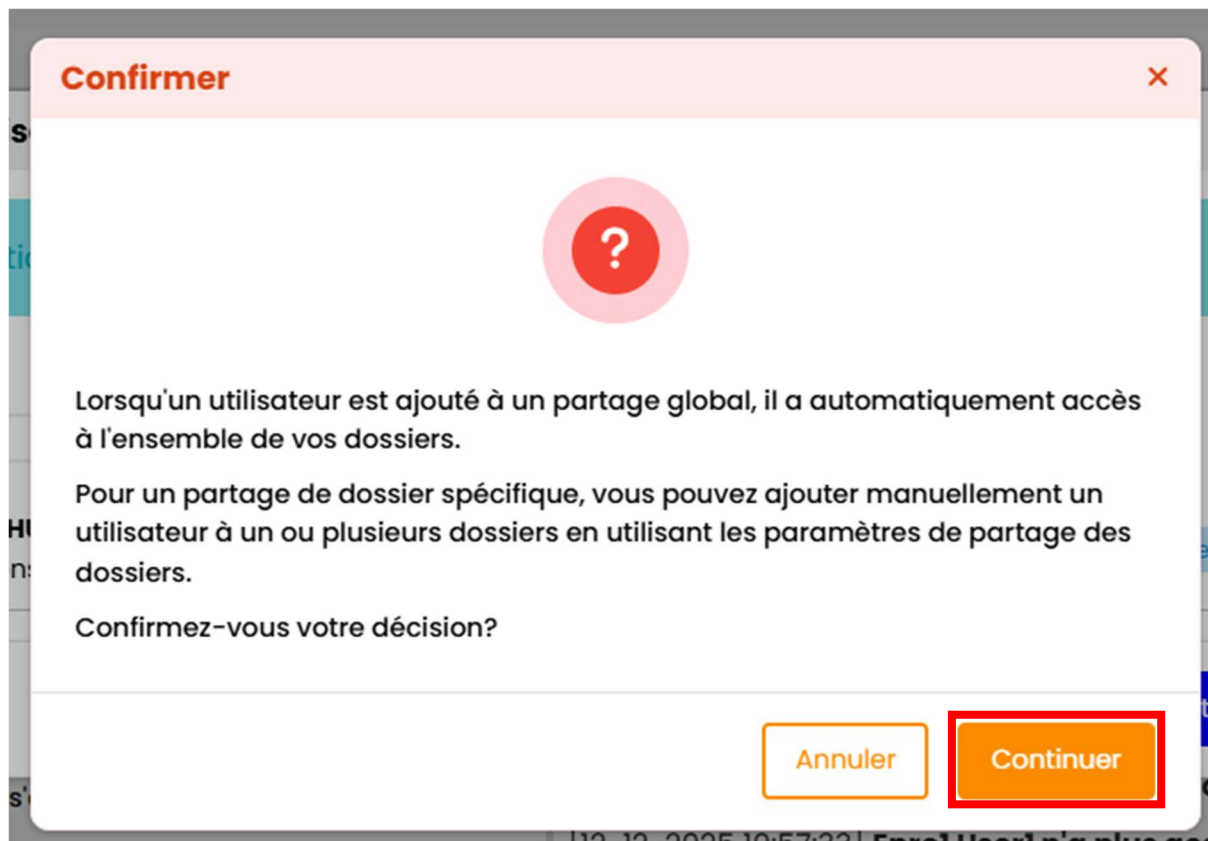 Confirmer
×
?
Lorsqu'un utilisateur est ajouté à un partage global, il a automatiquement accès
à l'ensemble de vos dossiers.
Pour un partage de dossier spécifique, vous pouvez ajouter manuellement un
utilisateur à un ou plusieurs dossiers en utilisant les paramètres de partage des
dossiers.
Confirmez-vous votre décision?
Annuler
Continuer